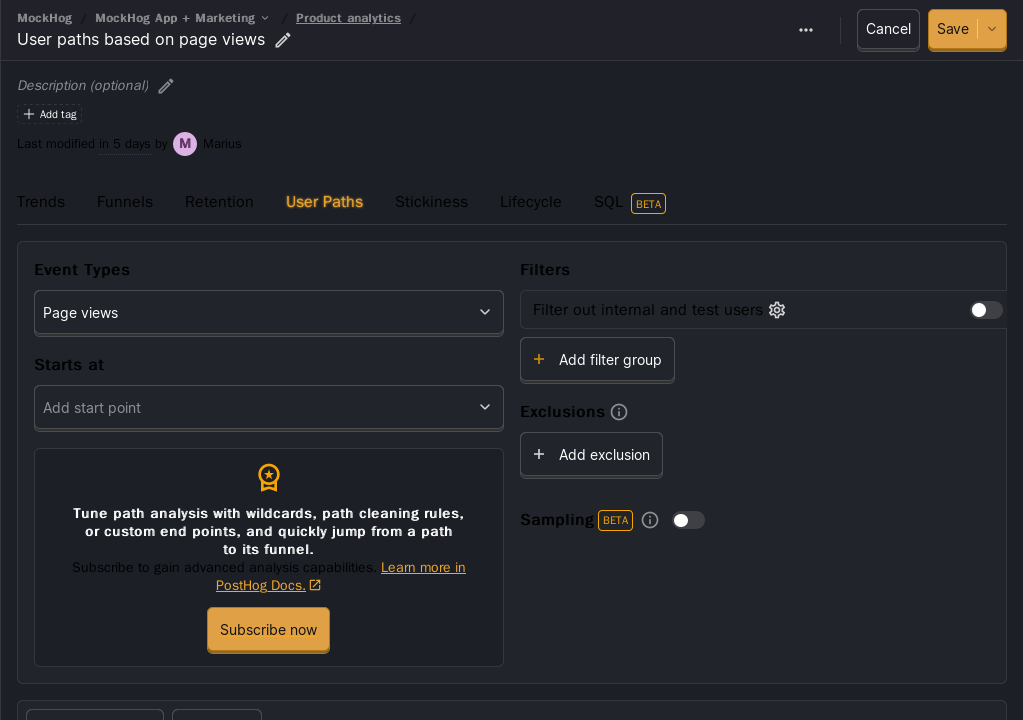 MockHog / MockHog App + Marketing / Product analytics /
User paths based on page views
Cancel
Save
Description (optional)
Add tag
Last modified in 5 days by M Marius
Trends Funnels Retention User Paths Stickiness Lifecycle SQL BETA
Event Types
Page views
Starts at
Add start point
Tune path analysis with wildcards, path cleaning rules,
or custom end points, and quickly jump from a path
to its funnel.
Subscribe to gain advanced analysis capabilities. Learn more in
PostHog Docs.
Subscribe now
Filters
Filter out internal and test users
Add filter group
Exclusions
Add exclusion
Sampling BETA